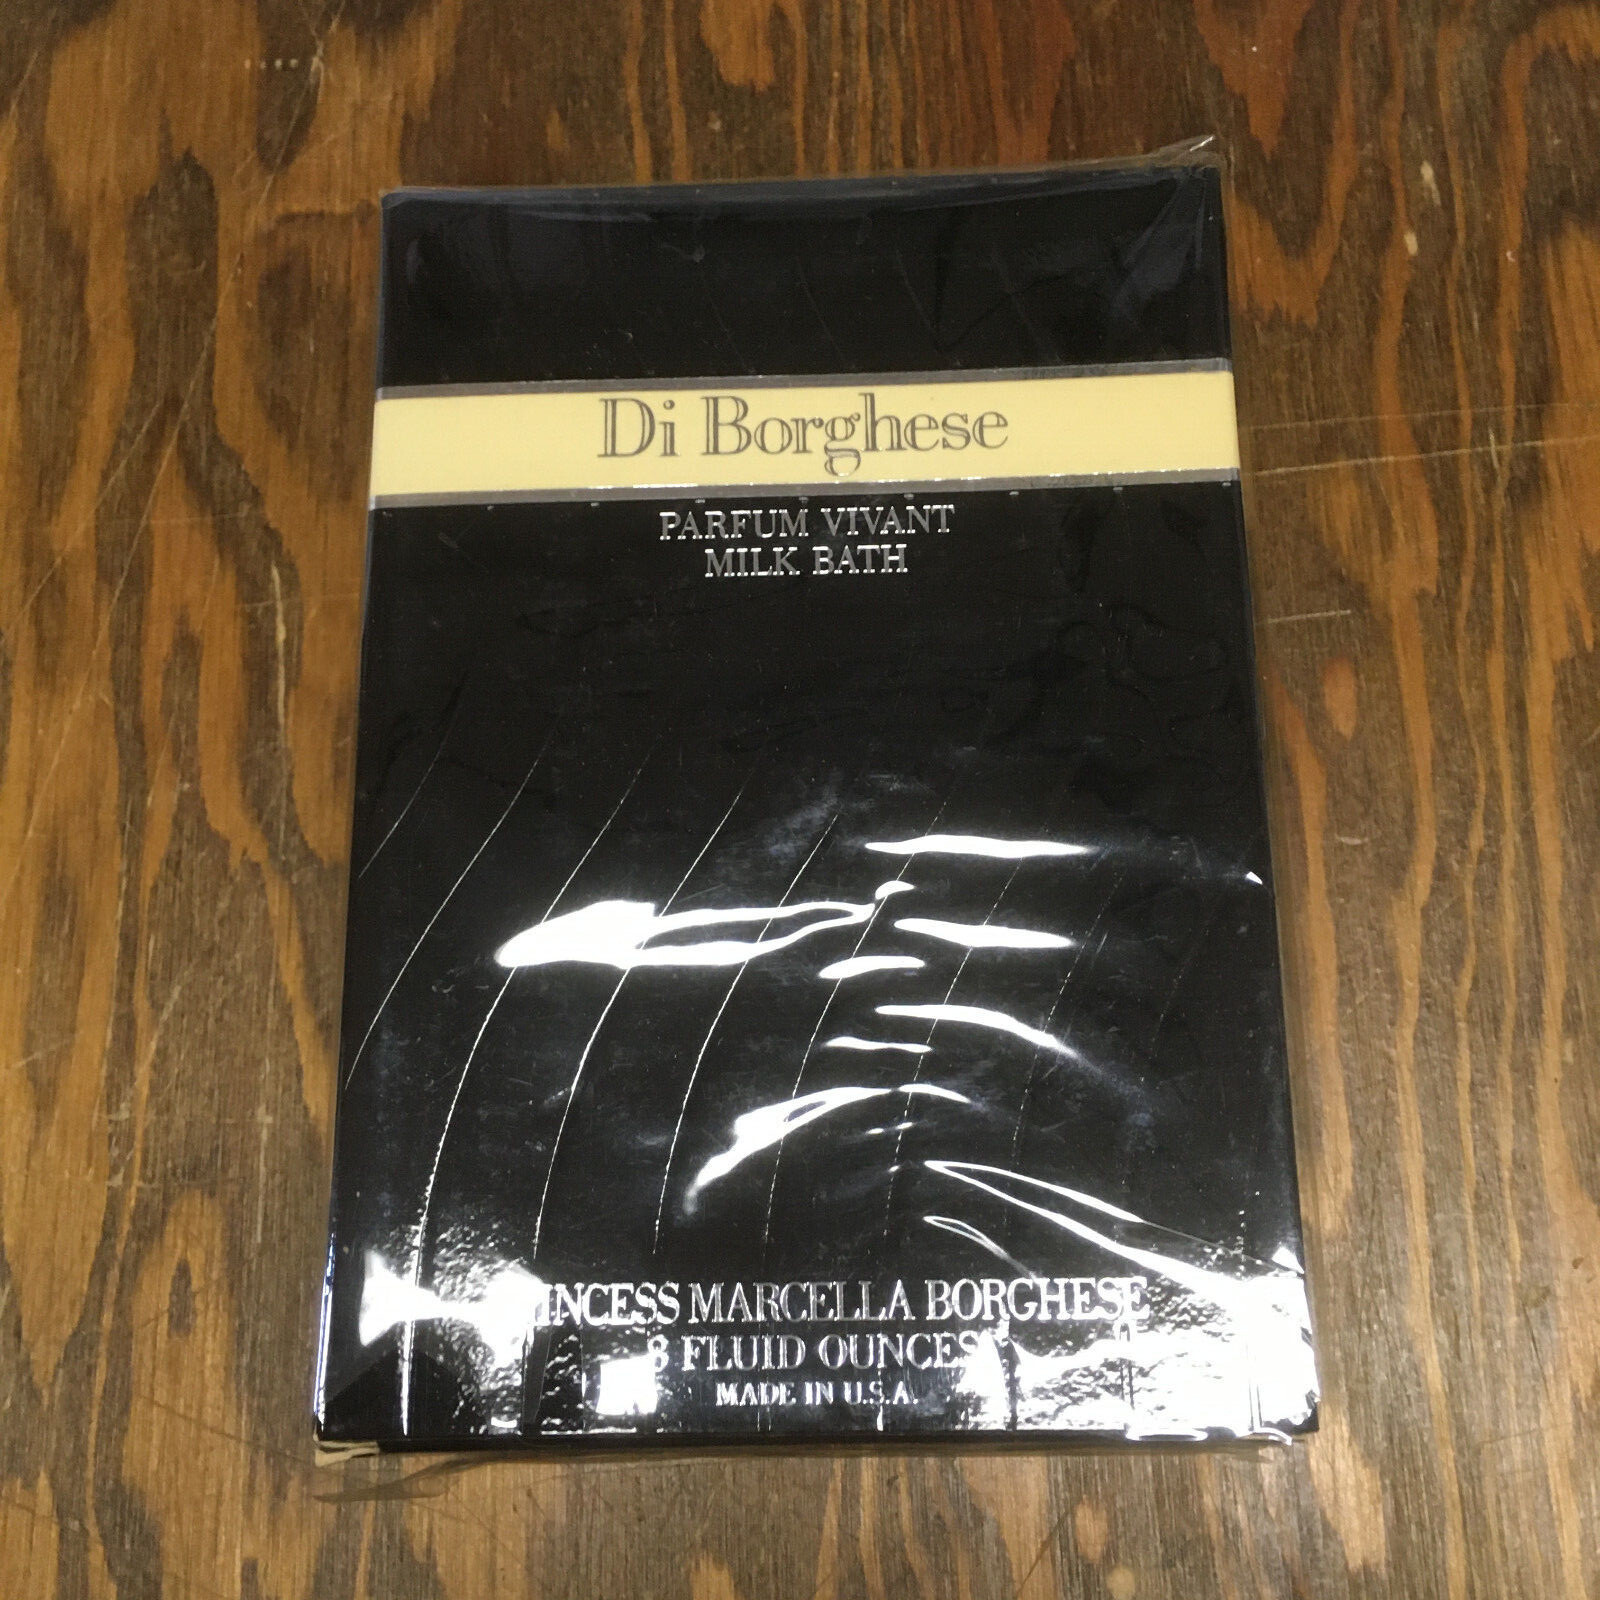 Di Borghese
PARFUM VIVANT
MILK BATH
INCESS MARCELLA BORGHESE
8 FLUID OUNCES
MADE IN U.S.A.